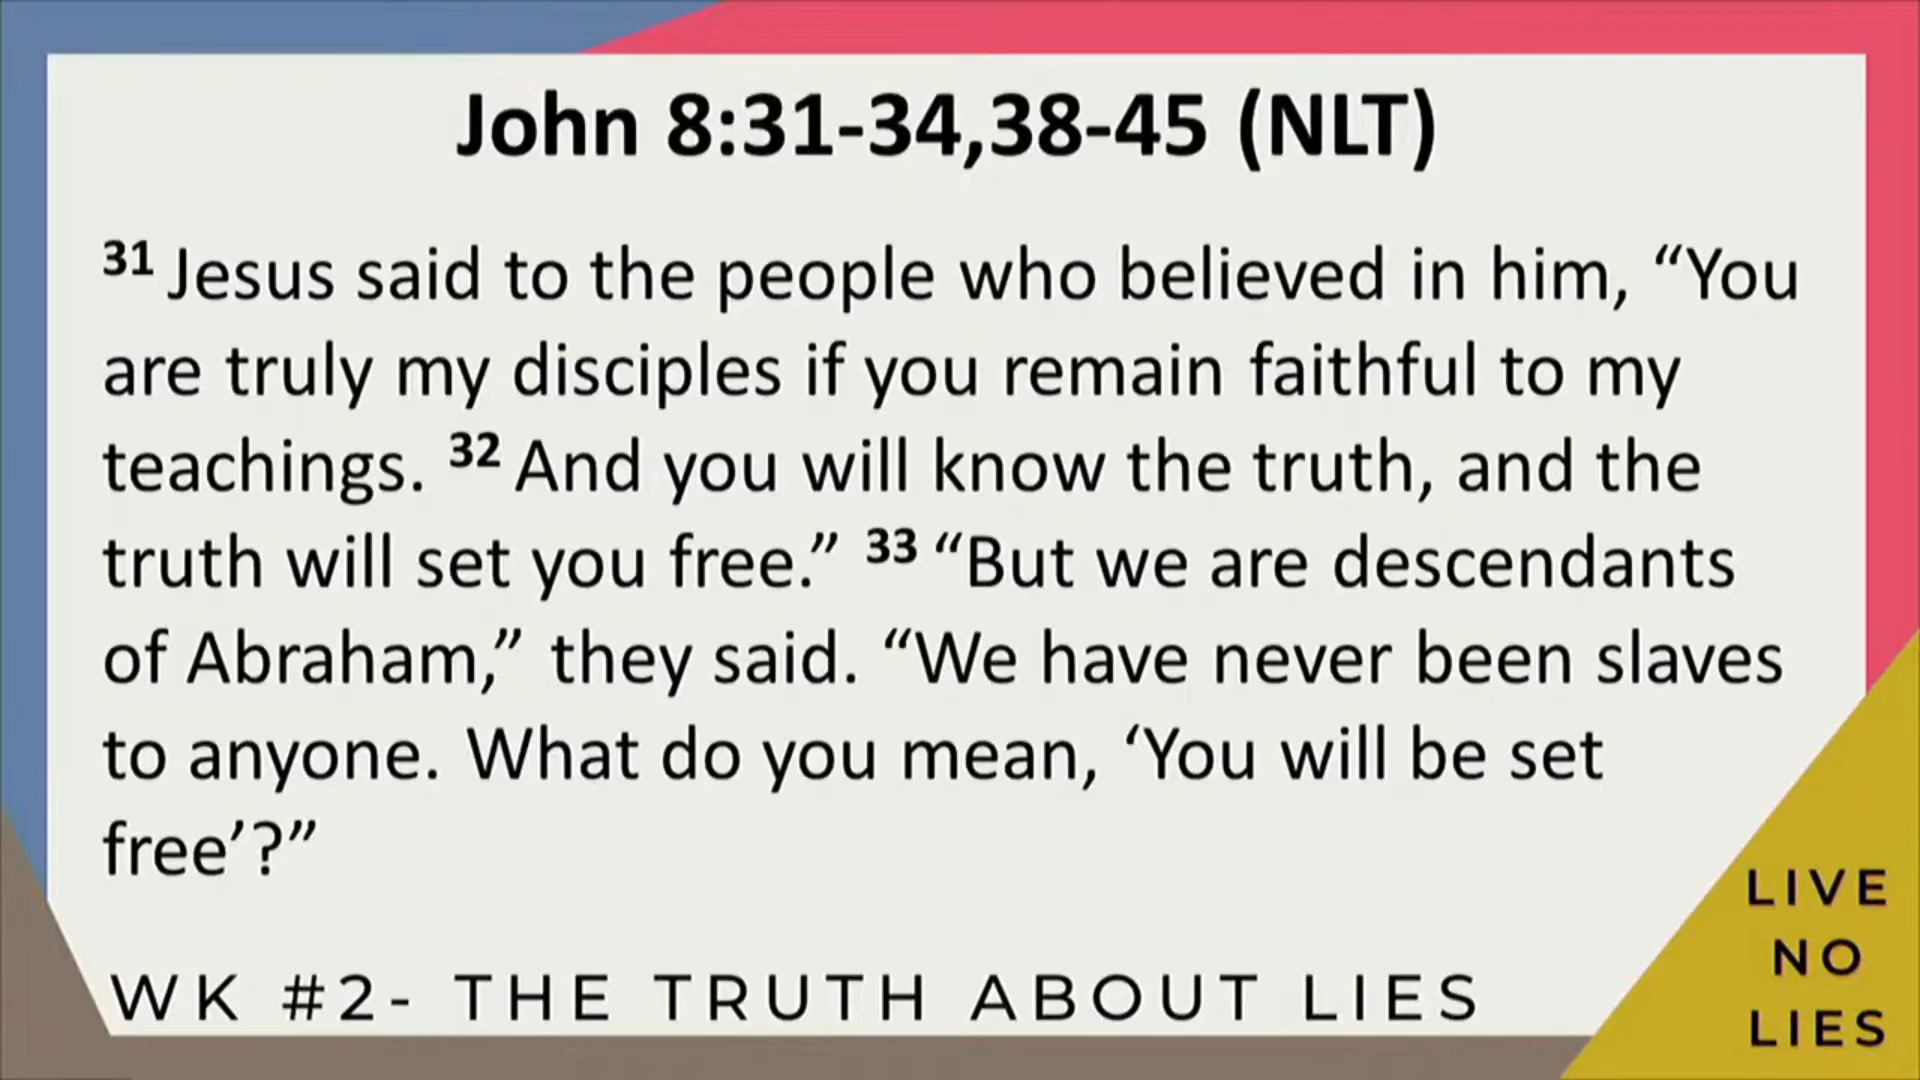 John 8:31-34,38-45 (NLT)
31 Jesus said to the people who believed in him, “You
are truly my disciples if you remain faithful to my
teachings. 32 And you will know the truth, and the
truth will set you free.” 33 “But we are descendants
of Abraham,” they said. “We have never been slaves
to anyone. What do you mean, ‘You will be set
free’?”
WK #2- THE TRUTH ABOUT LIES
LIVE
NO
LIES